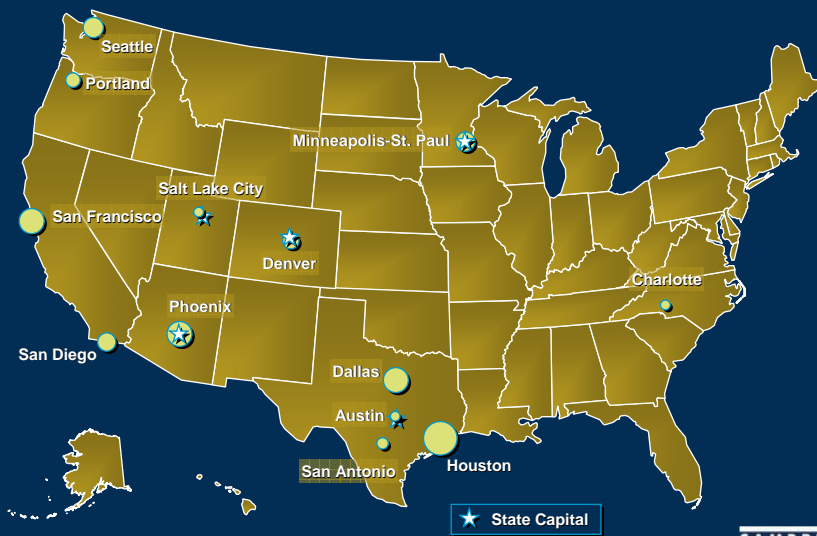 Seattle
Portland
Minneapolis-St. Paul
Salt Lake City
San Francisco
Denver
Charlotte
Phoenix
San Diego
Dallas
Austin
San Antonio
Houston
State Capital